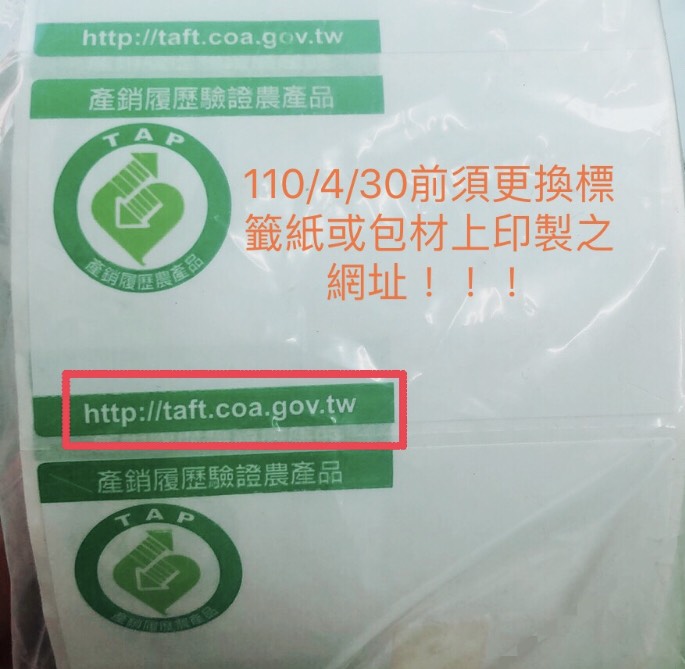 http://taft.coa.gov.tw
產銷履歷驗證農產品
TAP
產銷履歷農產品
110/4/30前須更換標
籤紙或包材上印製之
網址！！！
http://taft.coa.gov.tw
產銷履歷驗證農產品
TAP
產銷履歷農產品